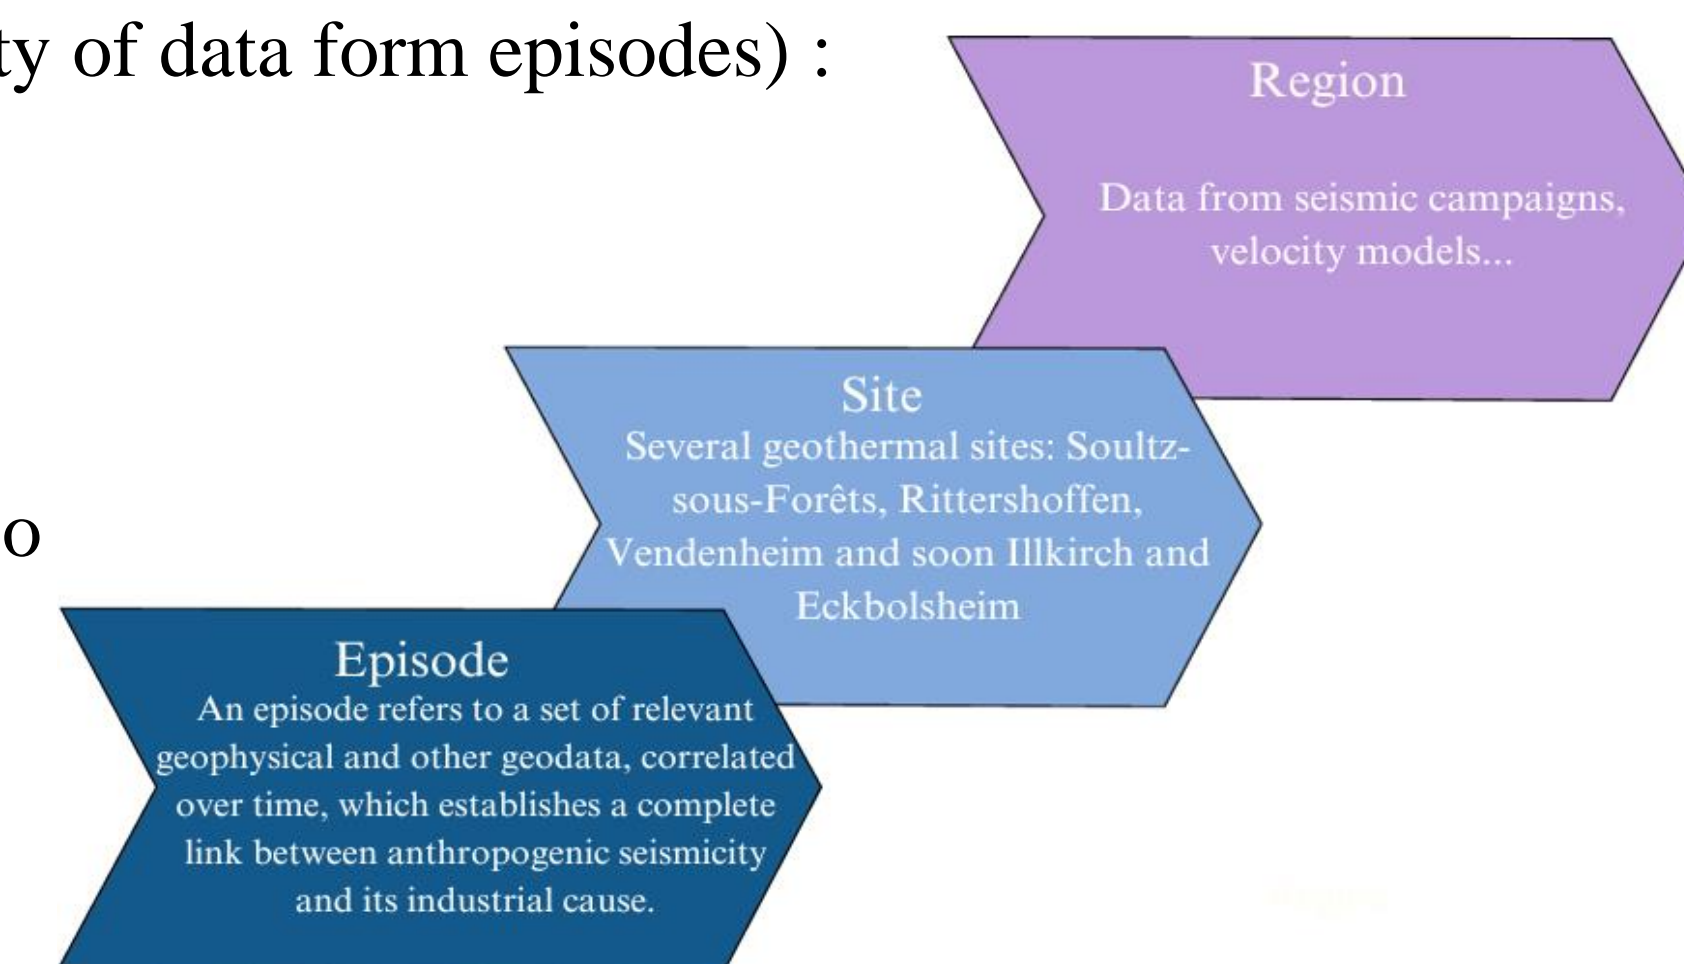 ty of data form episodes) :
Region
Data from seismic campaigns,
velocity models...
Site
Several geothermal sites: Soultz-
sous-Forêts, Rittershoffen,
Vendenheim and soon Illkirch and
Eckbolsheim
o
Episode
An episode refers to a set of relevant
geophysical and other geodata, correlated
over time, which establishes a complete
link between anthropogenic seismicity
and its industrial cause.